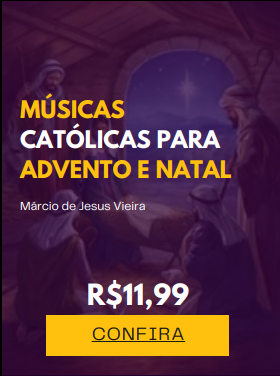 MÚSICAS
CATÓLICAS PARA
ADVENTO E NATAL
Márcio de Jesus Vieira
R$11,99
CONFIRA